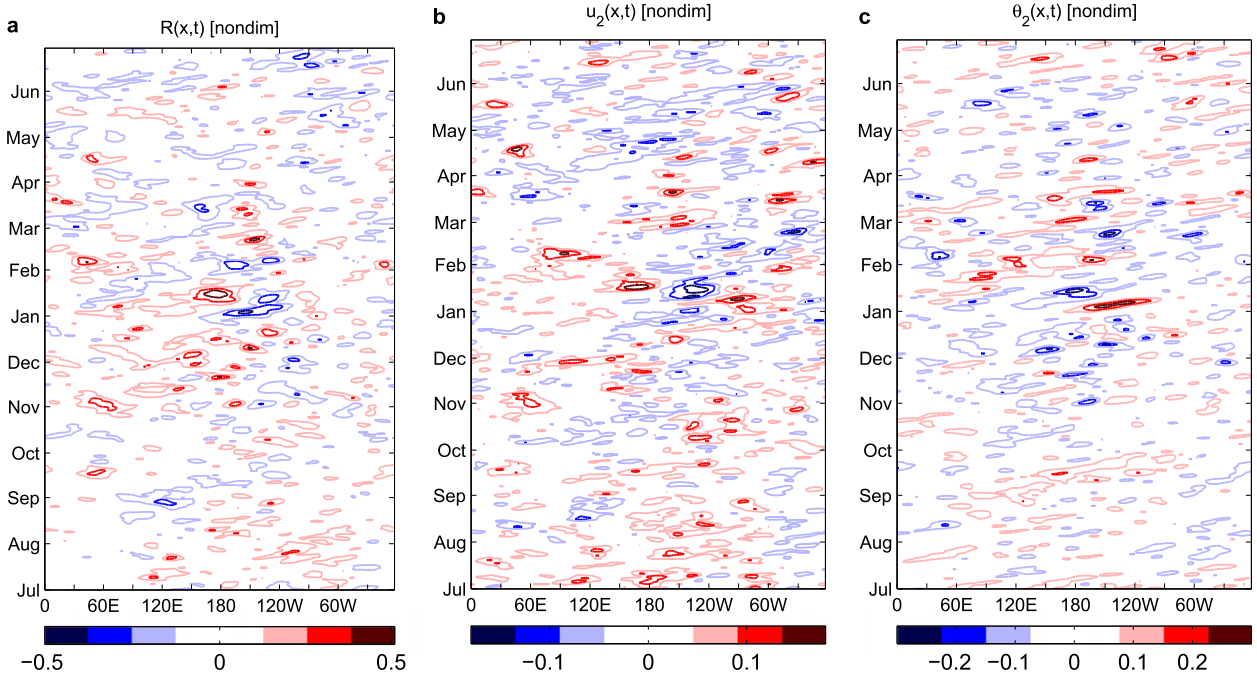 a
R(x,t) [nondim]
Jun
May
Apr
Mar
Feb
Jan
Dec
Nov
Oct
Sep
Aug
Jul
0 60E 120E 180 120W 60W
−0.5 0 0.5
b
u2(x,t) [nondim]
Jun
May
Apr
Mar
Feb
Jan
Dec
Nov
Oct
Sep
Aug
Jul
0 60E 120E 180 120W 60W
−0.1 0 0.1
c
θ2(x,t) [nondim]
Jun
May
Apr
Mar
Feb
Jan
Dec
Nov
Oct
Sep
Aug
Jul
0 60E 120E 180 120W 60W
−0.2 −0.1 0 0.1 0.2